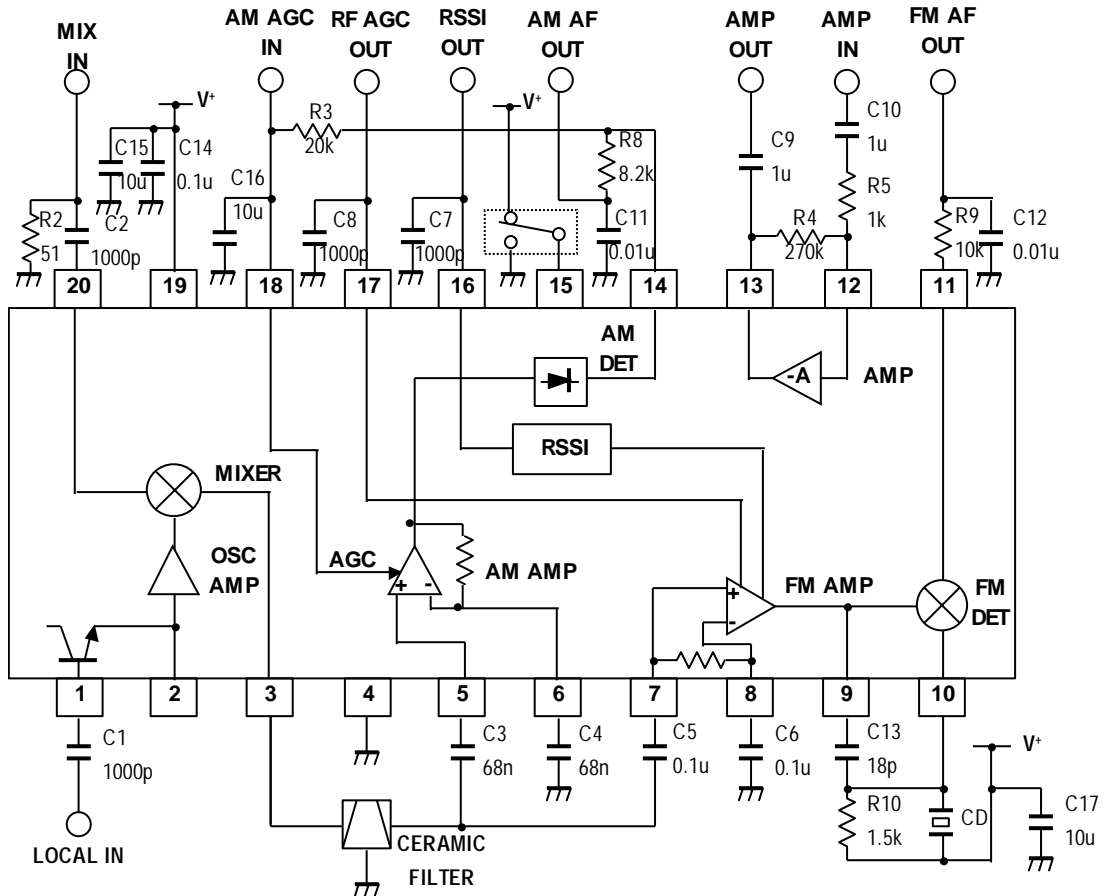 MIX
IN
AM AGC
IN
RF AGC
OUT
RSSI
OUT
AM AF
OUT
AMP
OUT
AMP
IN
FM AF
OUT
V+
C15
10u
C14
0.1u
R2
51
C2
1000p
C16
10u
R3
20k
C8
1000p
C7
1000p
V+
R8
8.2k
C11
0.01u
C9
1u
C10
1u
R5
1k
R4
270k
R9
10k
C12
0.01u
20
19
18
17
16
15
14
13
12
11
AM
DET
-A
AMP
RSSI
MIXER
OSC
AMP
AGC
+
-
AM AMP
+
-
FM AMP
FM
DET
1
2
3
4
5
6
7
8
9
10
C1
1000p
LOCAL IN
C3
68n
C4
68n
C5
0.1u
C6
0.1u
C13
18p
R10
1.5k
CD
V+
C17
10u
CERAMIC
FILTER